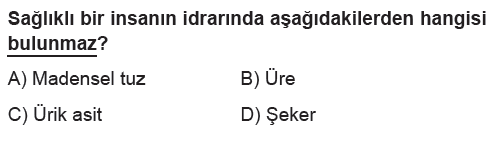 Sağlıklı bir insanın idrarında aşağıdakilerden hangisi
bulunmaz?
A) Madensel tuz B) Üre
C) Ürik asit D) Şeker